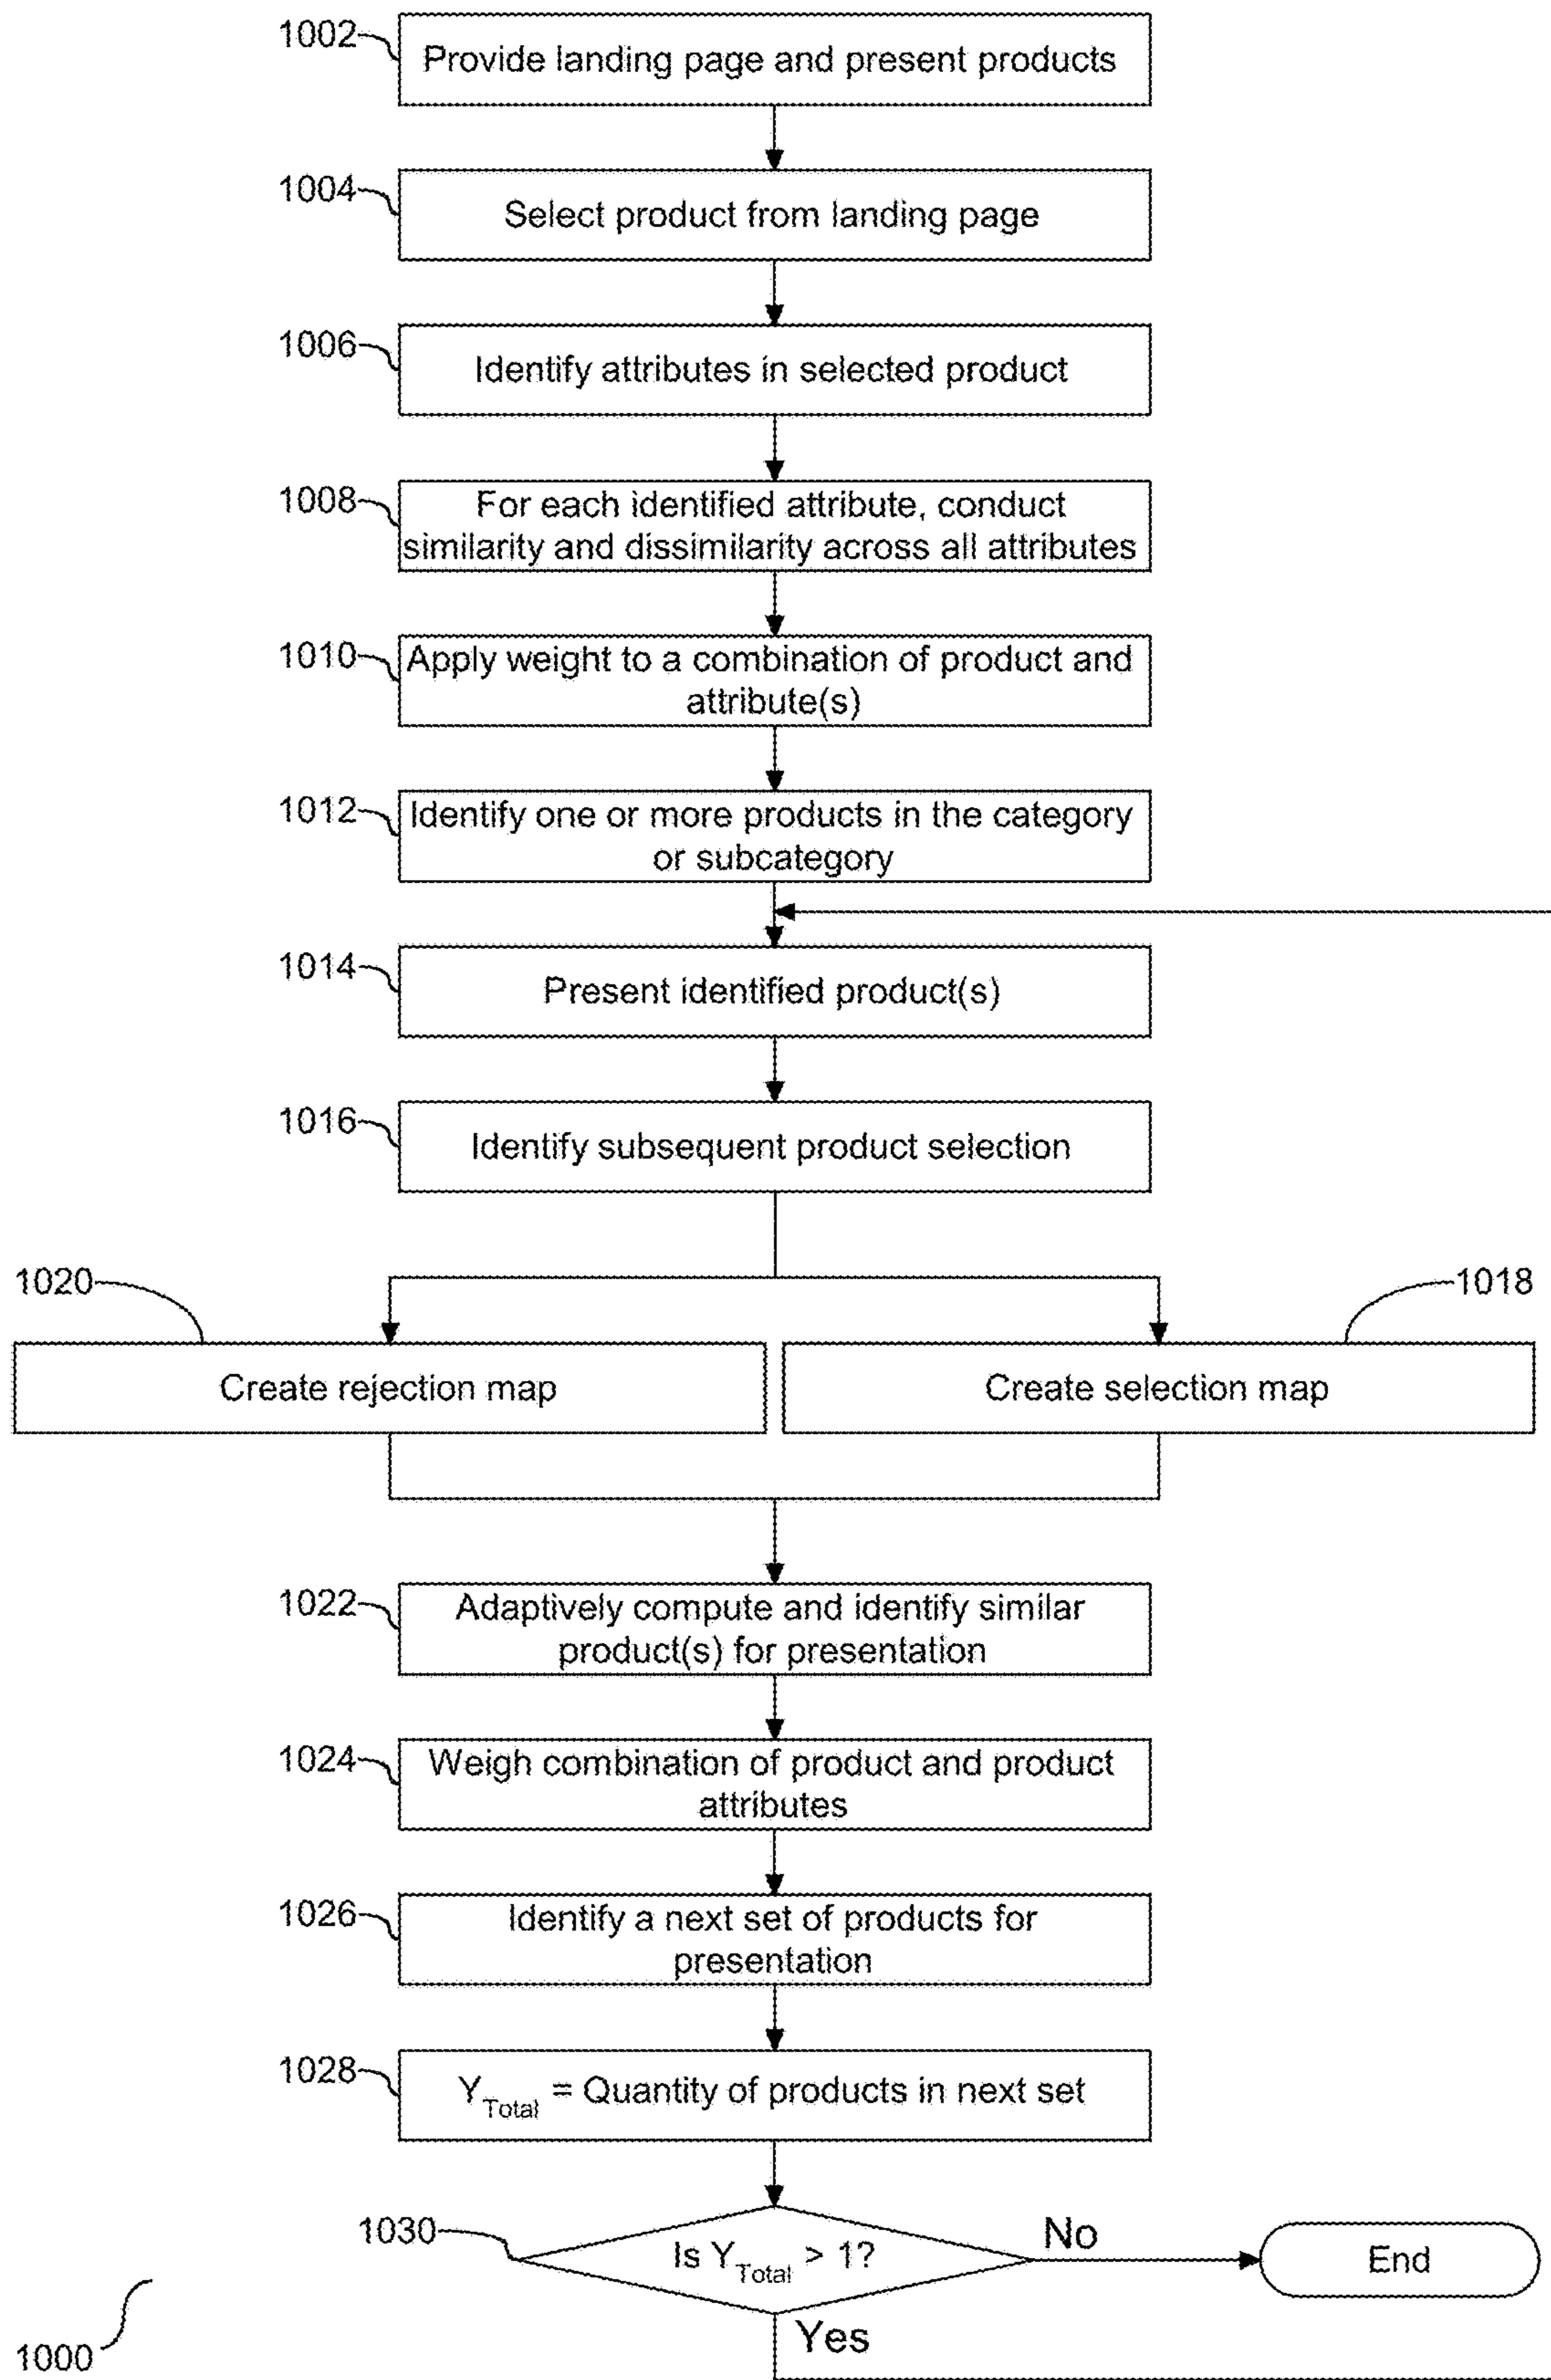 1002
Provide landing page and present products
1004
Select product from landing page
1006
Identify attributes in selected product
1008
For each identified attribute, conduct
similarity and dissimilarity across all attributes
1010
Apply weight to a combination of product and
attribute(s)
1012
Identify one or more products in the category
or subcategory
1014
Present identified product(s)
1016
Identify subsequent product selection
1020
1018
Create rejection map
Create selection map
1022
Adaptively compute and identify similar
product(s) for presentation
1024
Weigh combination of product and product
attributes
1026
Identify a next set of products for
presentation
1028
Y_Total = Quantity of products in next set
1030
Is Y_Total > 1?
No
End
Yes
1000